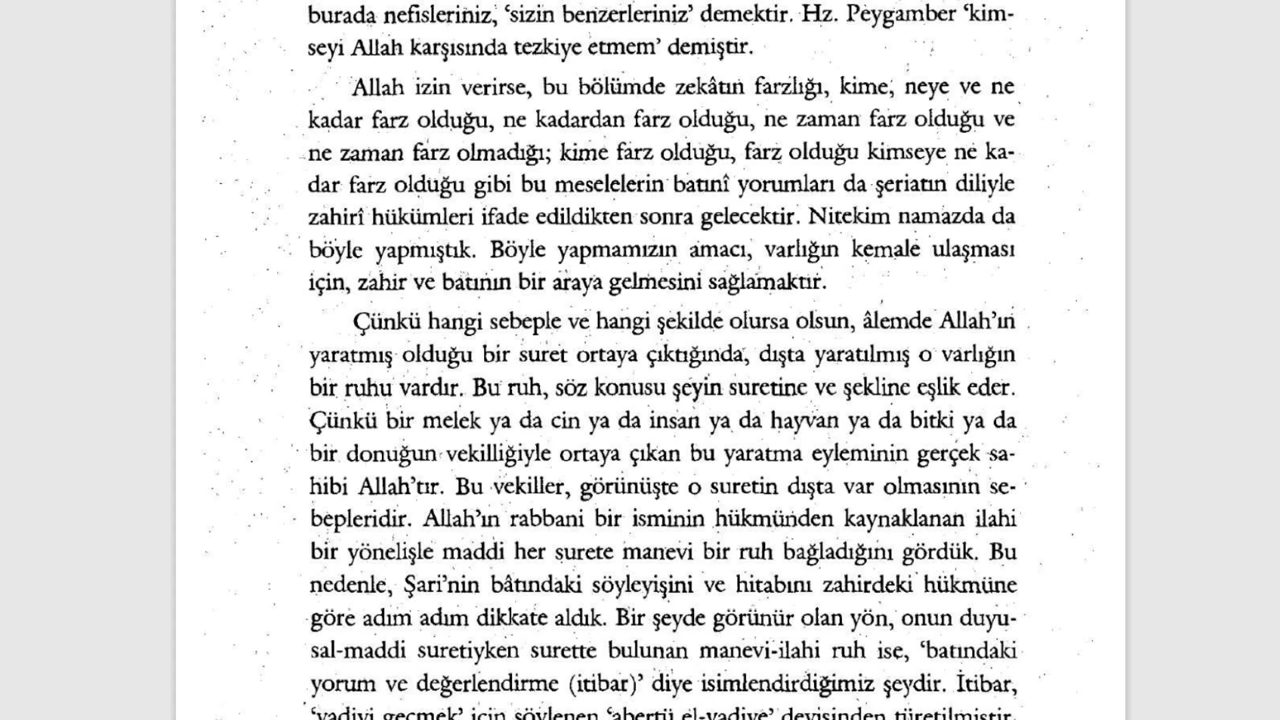 burada nefisleriniz, ‘sizin benzerleriniz’ demektir. Hz. Peygamber ‘kim-
seyi Allah karşısında tezkiye etmem’ demiştir.
Allah izin verirse, bu bölümde zekâtın farzlığı, kime, neye ve ne
kadar farz olduğu, ne kadardan farz olduğu, ne zaman farz olduğu ve
ne zaman farz olmadığı; kime farz olduğu, farz olduğu kimseye ne ka-
dar farz olduğu gibi bu meselelerin batınî yorumları da şeriatın diliyle
zahirî hükümleri ifade edildikten sonra gelecektir. Nitekim namazda da
böyle yapmıştık. Böyle yapmamızın amacı, varlığın kemale ulaşması
için, zahir ve batının bir araya gelmesini sağlamaktır.
Çünkü hangi sebeple ve hangi şekilde olursa olsun, âlemde Allah’ın
yaratmış olduğu bir suret ortaya çıktığında, dışta yaratılmış o varlığın
bir ruhu vardır. Bu ruh, söz konusu şeyin suretine ve şekline eşlik eder.
Çünkü bir melek ya da cin ya da insan ya da hayvan ya da bitki ya da
bir donuğun vekilliğiyle ortaya çıkan bu yaratma eyleminin gerçek sa-
hibi Allah’tır. Bu vekiller, görünüşte o suretin dışta var olmasının se-
bepleridir. Allah’ın rabbani bir isminin hükmünden kaynaklanan ilahi
bir yönelişle maddi her surete manevi bir ruh bağladığını gördük. Bu
nedenle, Şari’nin bâtındaki söyleyişini ve hitabını zahirdeki hükmüne
göre adım adım dikkate aldık. Bir şeyde görünür olan yön, onun duyu-
sal-maddi suretiyken surette bulunan manevi-ilahi ruh ise, ‘batındaki
yorum ve değerlendirme (itibar)’ diye isimlendirdiğimiz şeydir. İtibar,
‘vadiyi geçmek’ için söylenen ‘abertü el-vadiye’ deyişinden türetilmiştir.